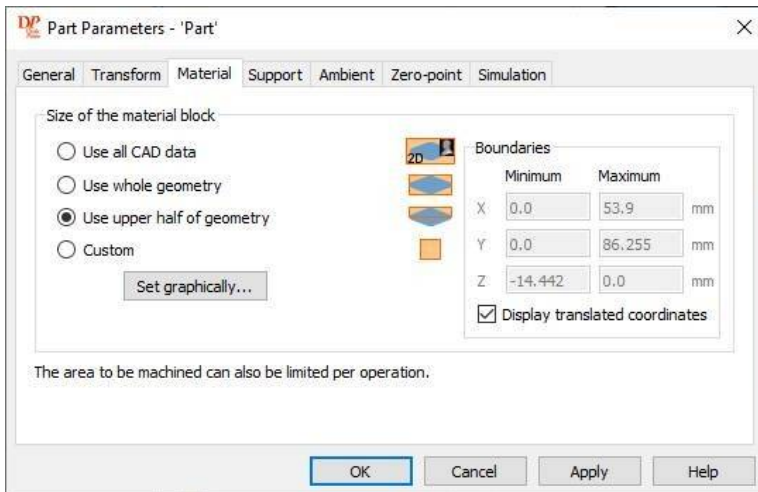 DP Part Parameters - 'Part'
General Transform Material Support Ambient Zero-point Simulation
Size of the material block
Use all CAD data
Use whole geometry
Use upper half of geometry
Custom
Set graphically...
2D
Boundaries
Minimum Maximum
X 0.0 53.9 mm
Y 0.0 86.255 mm
Z -14.442 0.0 mm
Display translated coordinates
The area to be machined can also be limited per operation.
OK Cancel Apply Help